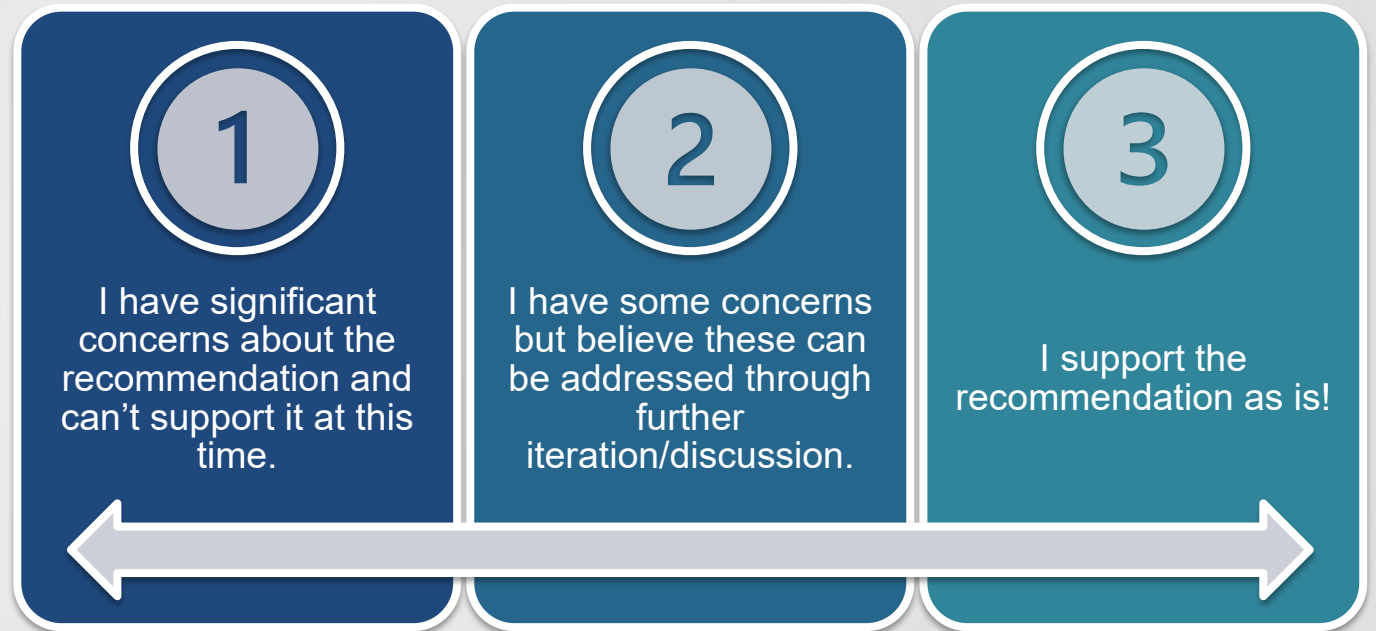 1
I have significant
concerns about the
recommendation and
can’t support it at this
time.
2
I have some concerns
but believe these can
be addressed through
further
iteration/discussion.
3
I support the
recommendation as is!